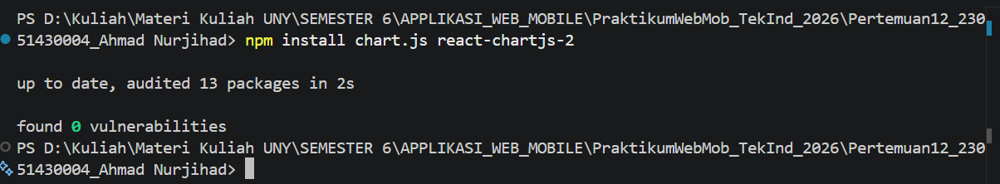 PS D:\Kuliah\Materi Kuliah UNY\SEMESTER 6\APPLIKASI_WEB_MOBILE\PraktikumWebMob_TekInd_2026\Pertemuan12_230
51430004_Ahmad Nurjihad> npm install chart.js react-chartjs-2
up to date, audited 13 packages in 2s
found 0 vulnerabilities
PS D:\Kuliah\Materi Kuliah UNY\SEMESTER 6\APPLIKASI_WEB_MOBILE\PraktikumWebMob_TekInd_2026\Pertemuan12_230
51430004_Ahmad Nurjihad>